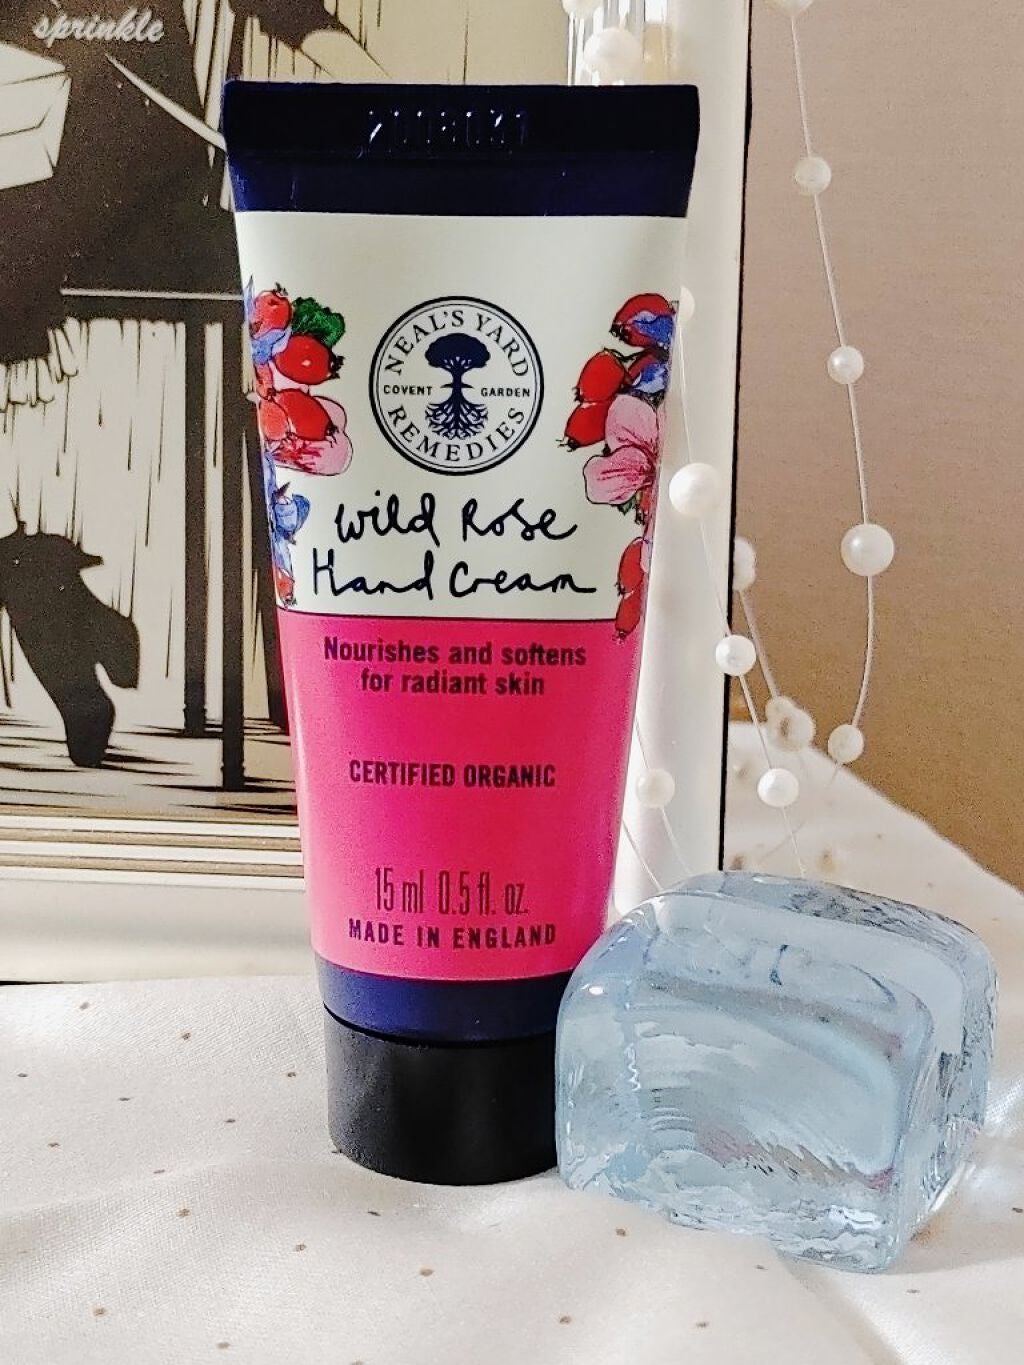 sprinkle
NEAL'S YARD
COVENT GARDEN
REMEDIES
Wild Rose
Hand Cream
Nourishes and softens
for radiant skin
CERTIFIED ORGANIC
15 ml 0.5 fl. oz.
MADE IN ENGLAND